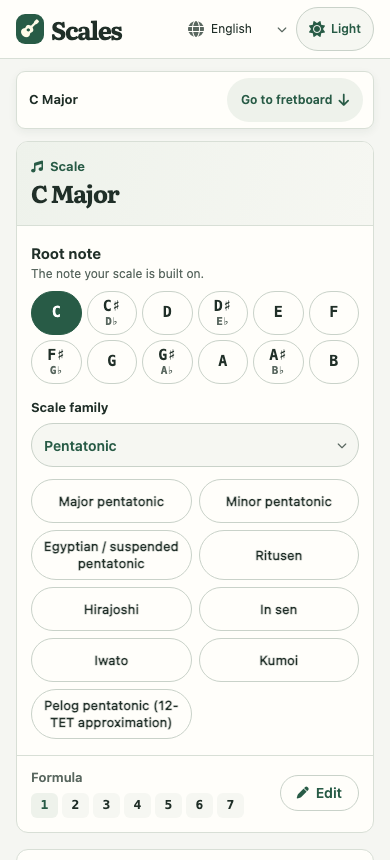 Scales
English
Light
C Major
Go to fretboard
Scale
C Major
Root note
The note your scale is built on.
C
C♯
D♭
D
D♯
E♭
E
F
F♯
G♭
G
G♯
A♭
A
A♯
B♭
B
Scale family
Pentatonic
Major pentatonic
Minor pentatonic
Egyptian / suspended
pentatonic
Ritusen
Hirajoshi
In sen
Iwato
Kumoi
Pelog pentatonic (12-
TET approximation)
Formula
1 2 3 4 5 6 7
Edit